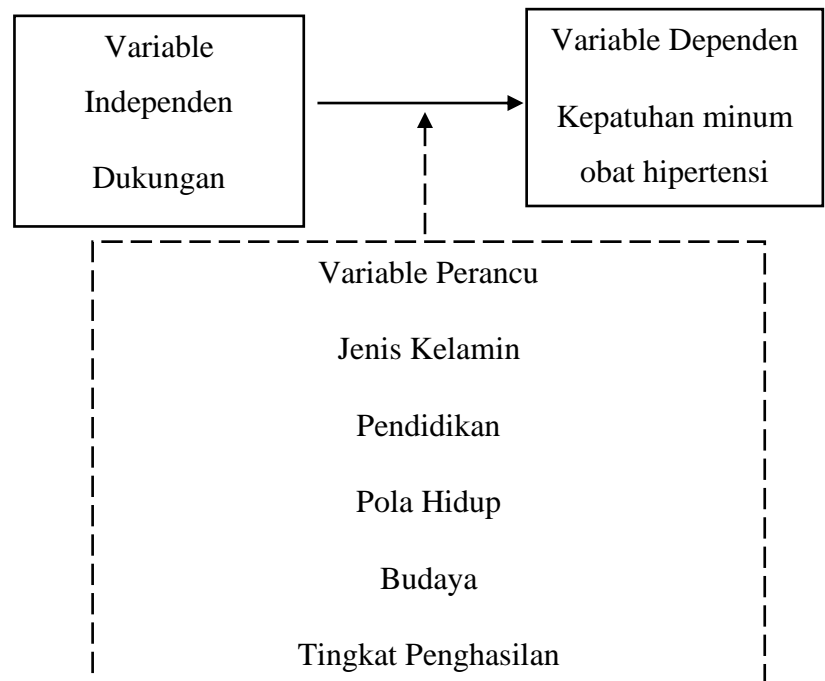 Variable
Independen
Dukungan
Variable Dependen
Kepatuhan minum
obat hipertensi
Variable Perancu
Jenis Kelamin
Pendidikan
Pola Hidup
Budaya
Tingkat Penghasilan